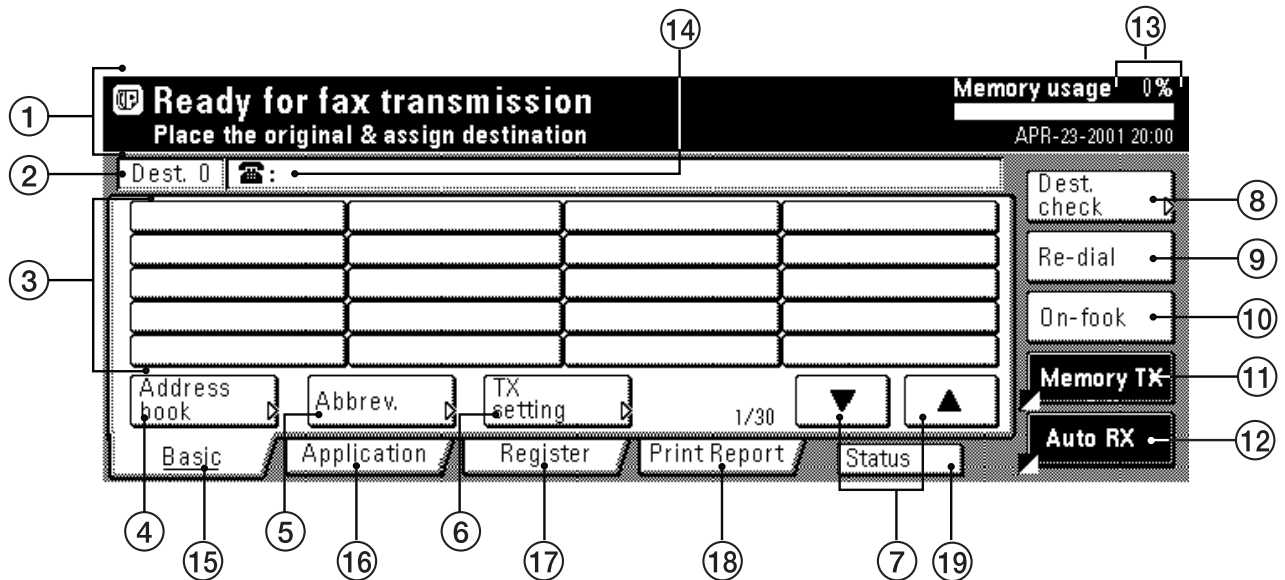 14
13
Ready for fax transmission
Memory usage 0%
1
Place the original & assign destination
APR-23-2001 20:00
2
Dest. 0
:
Dest.
check
8
3
Re-dial
9
On-fook
10
Address
book
Abbrev.
TX
setting
1/30
Memory TX
11
Basic
Application
Register
Print Report
Status
Auto RX
12
4
5
6
7
15
16
17
18
19